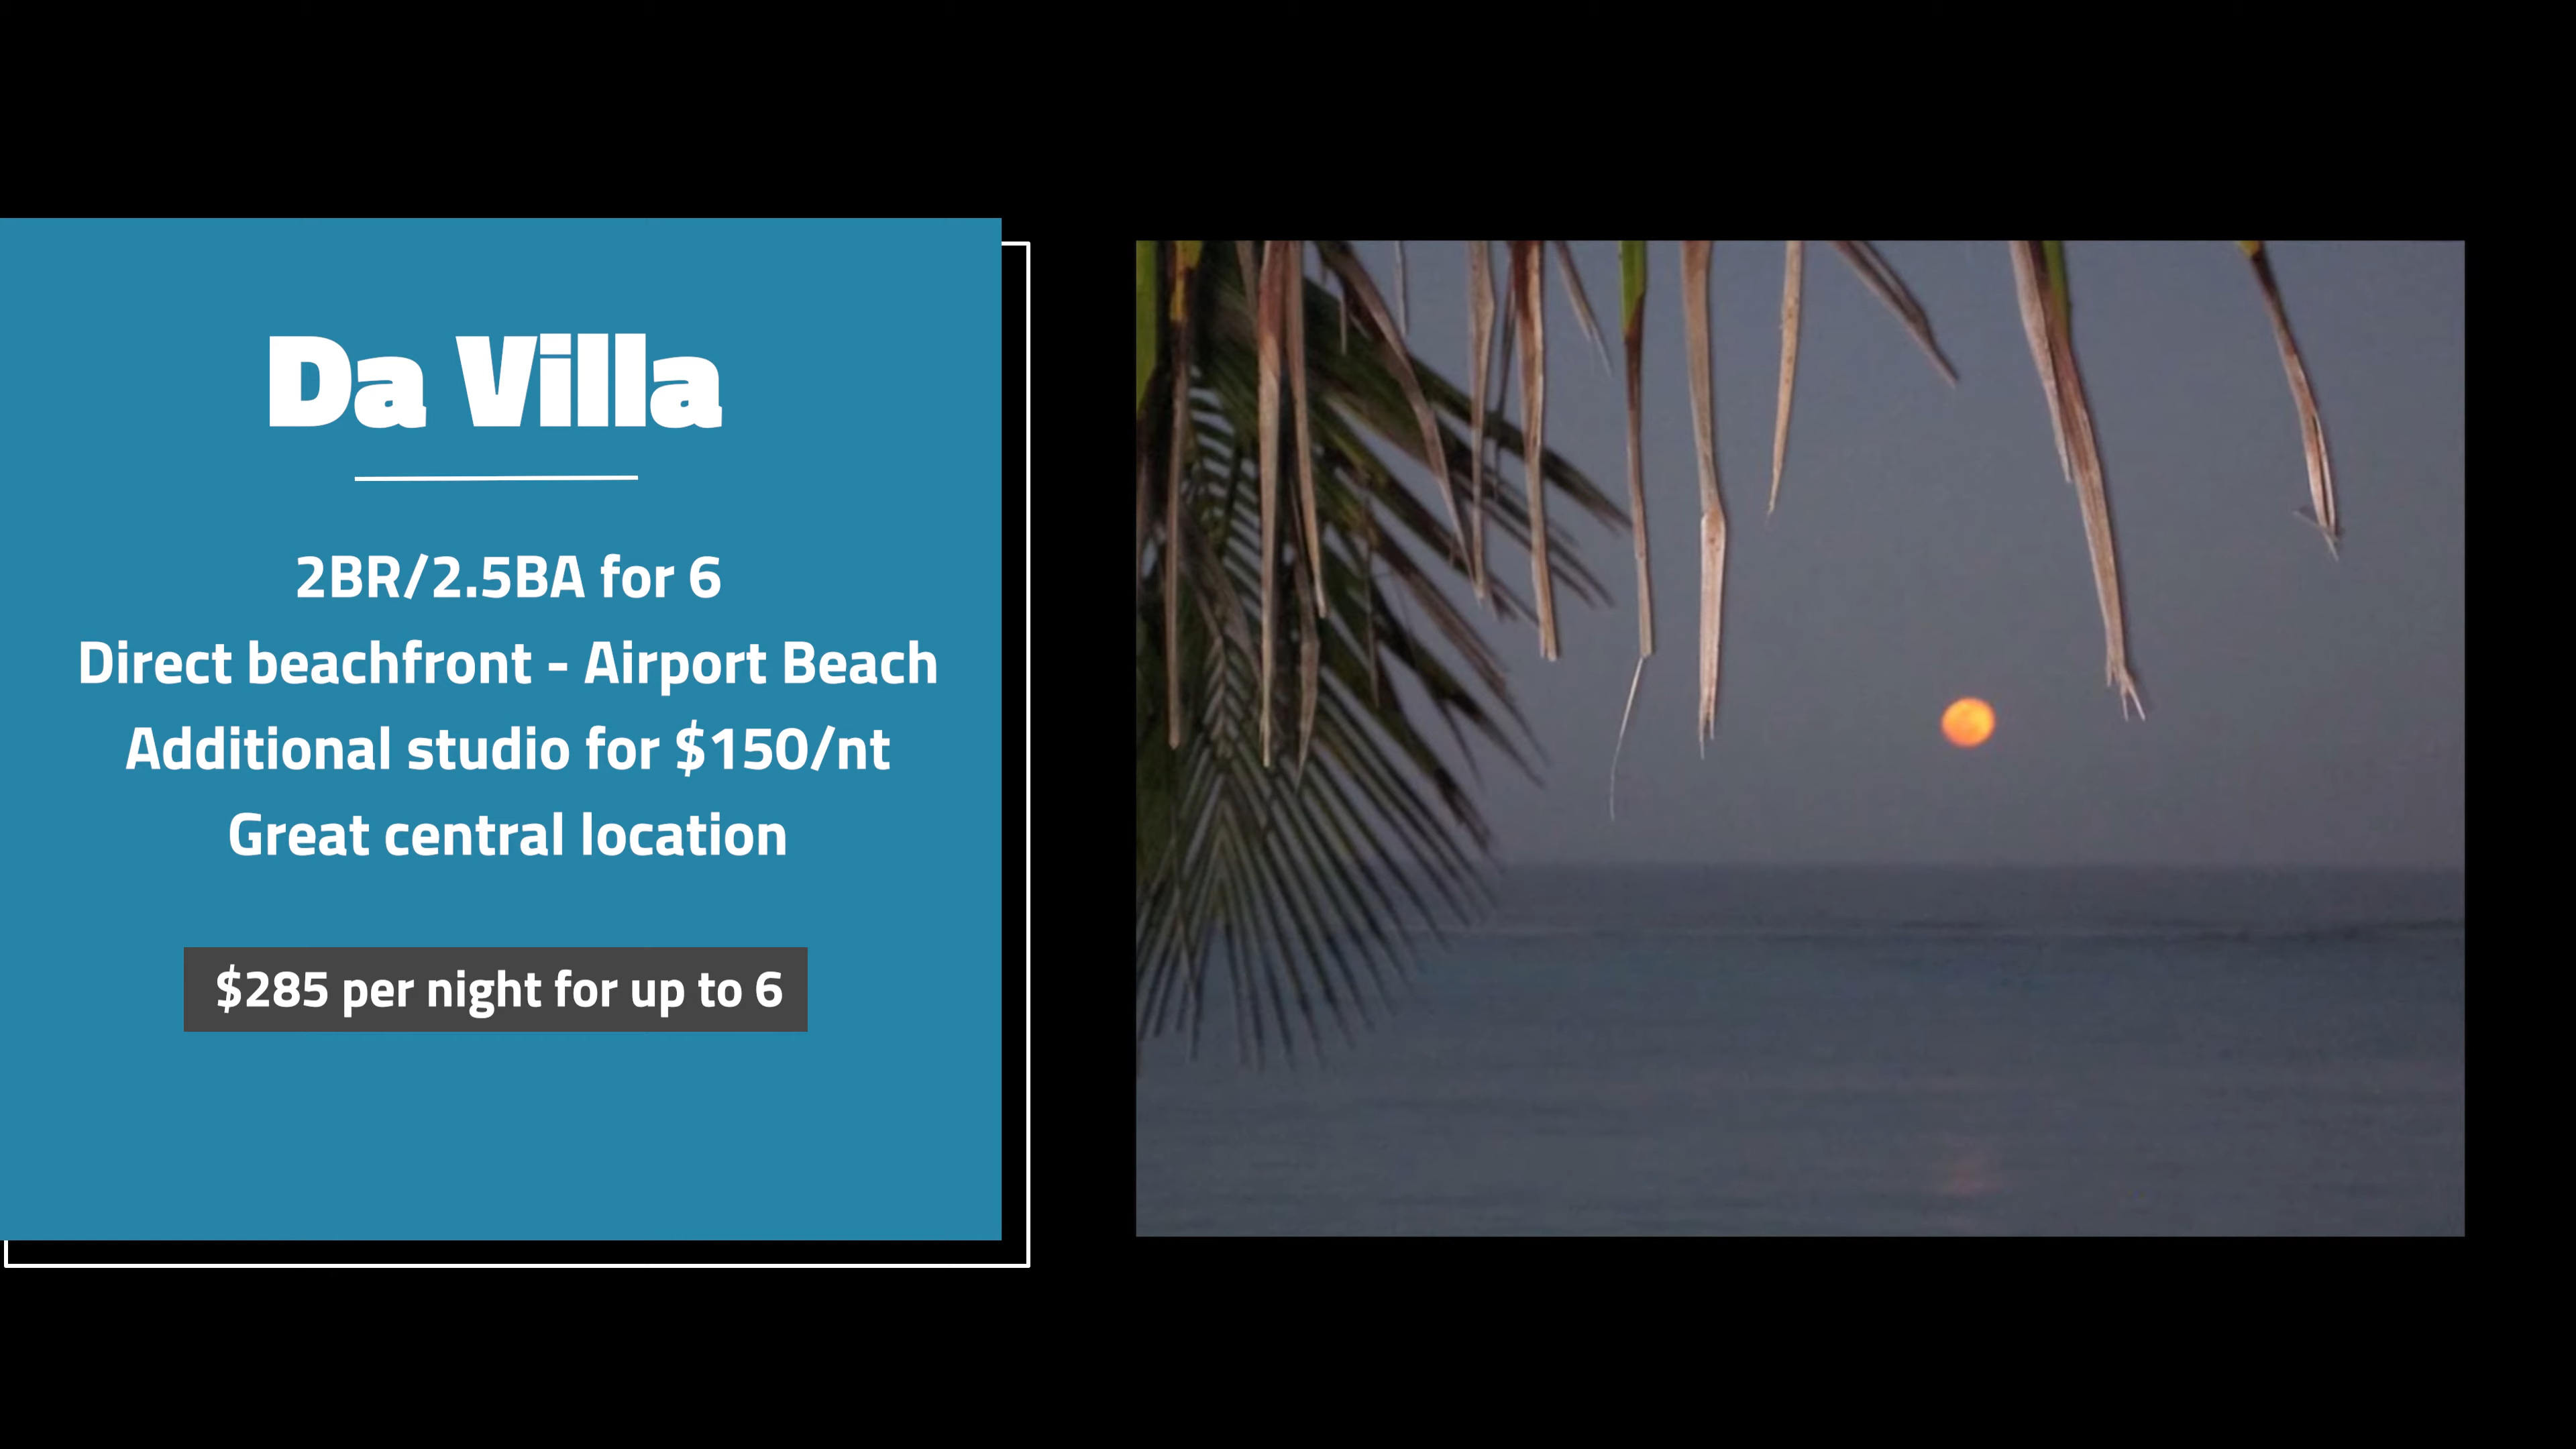 Da Villa
2BR/2.5BA for 6
Direct beachfront - Airport Beach
Additional studio for $150/nt
Great central location
$285 per night for up to 6